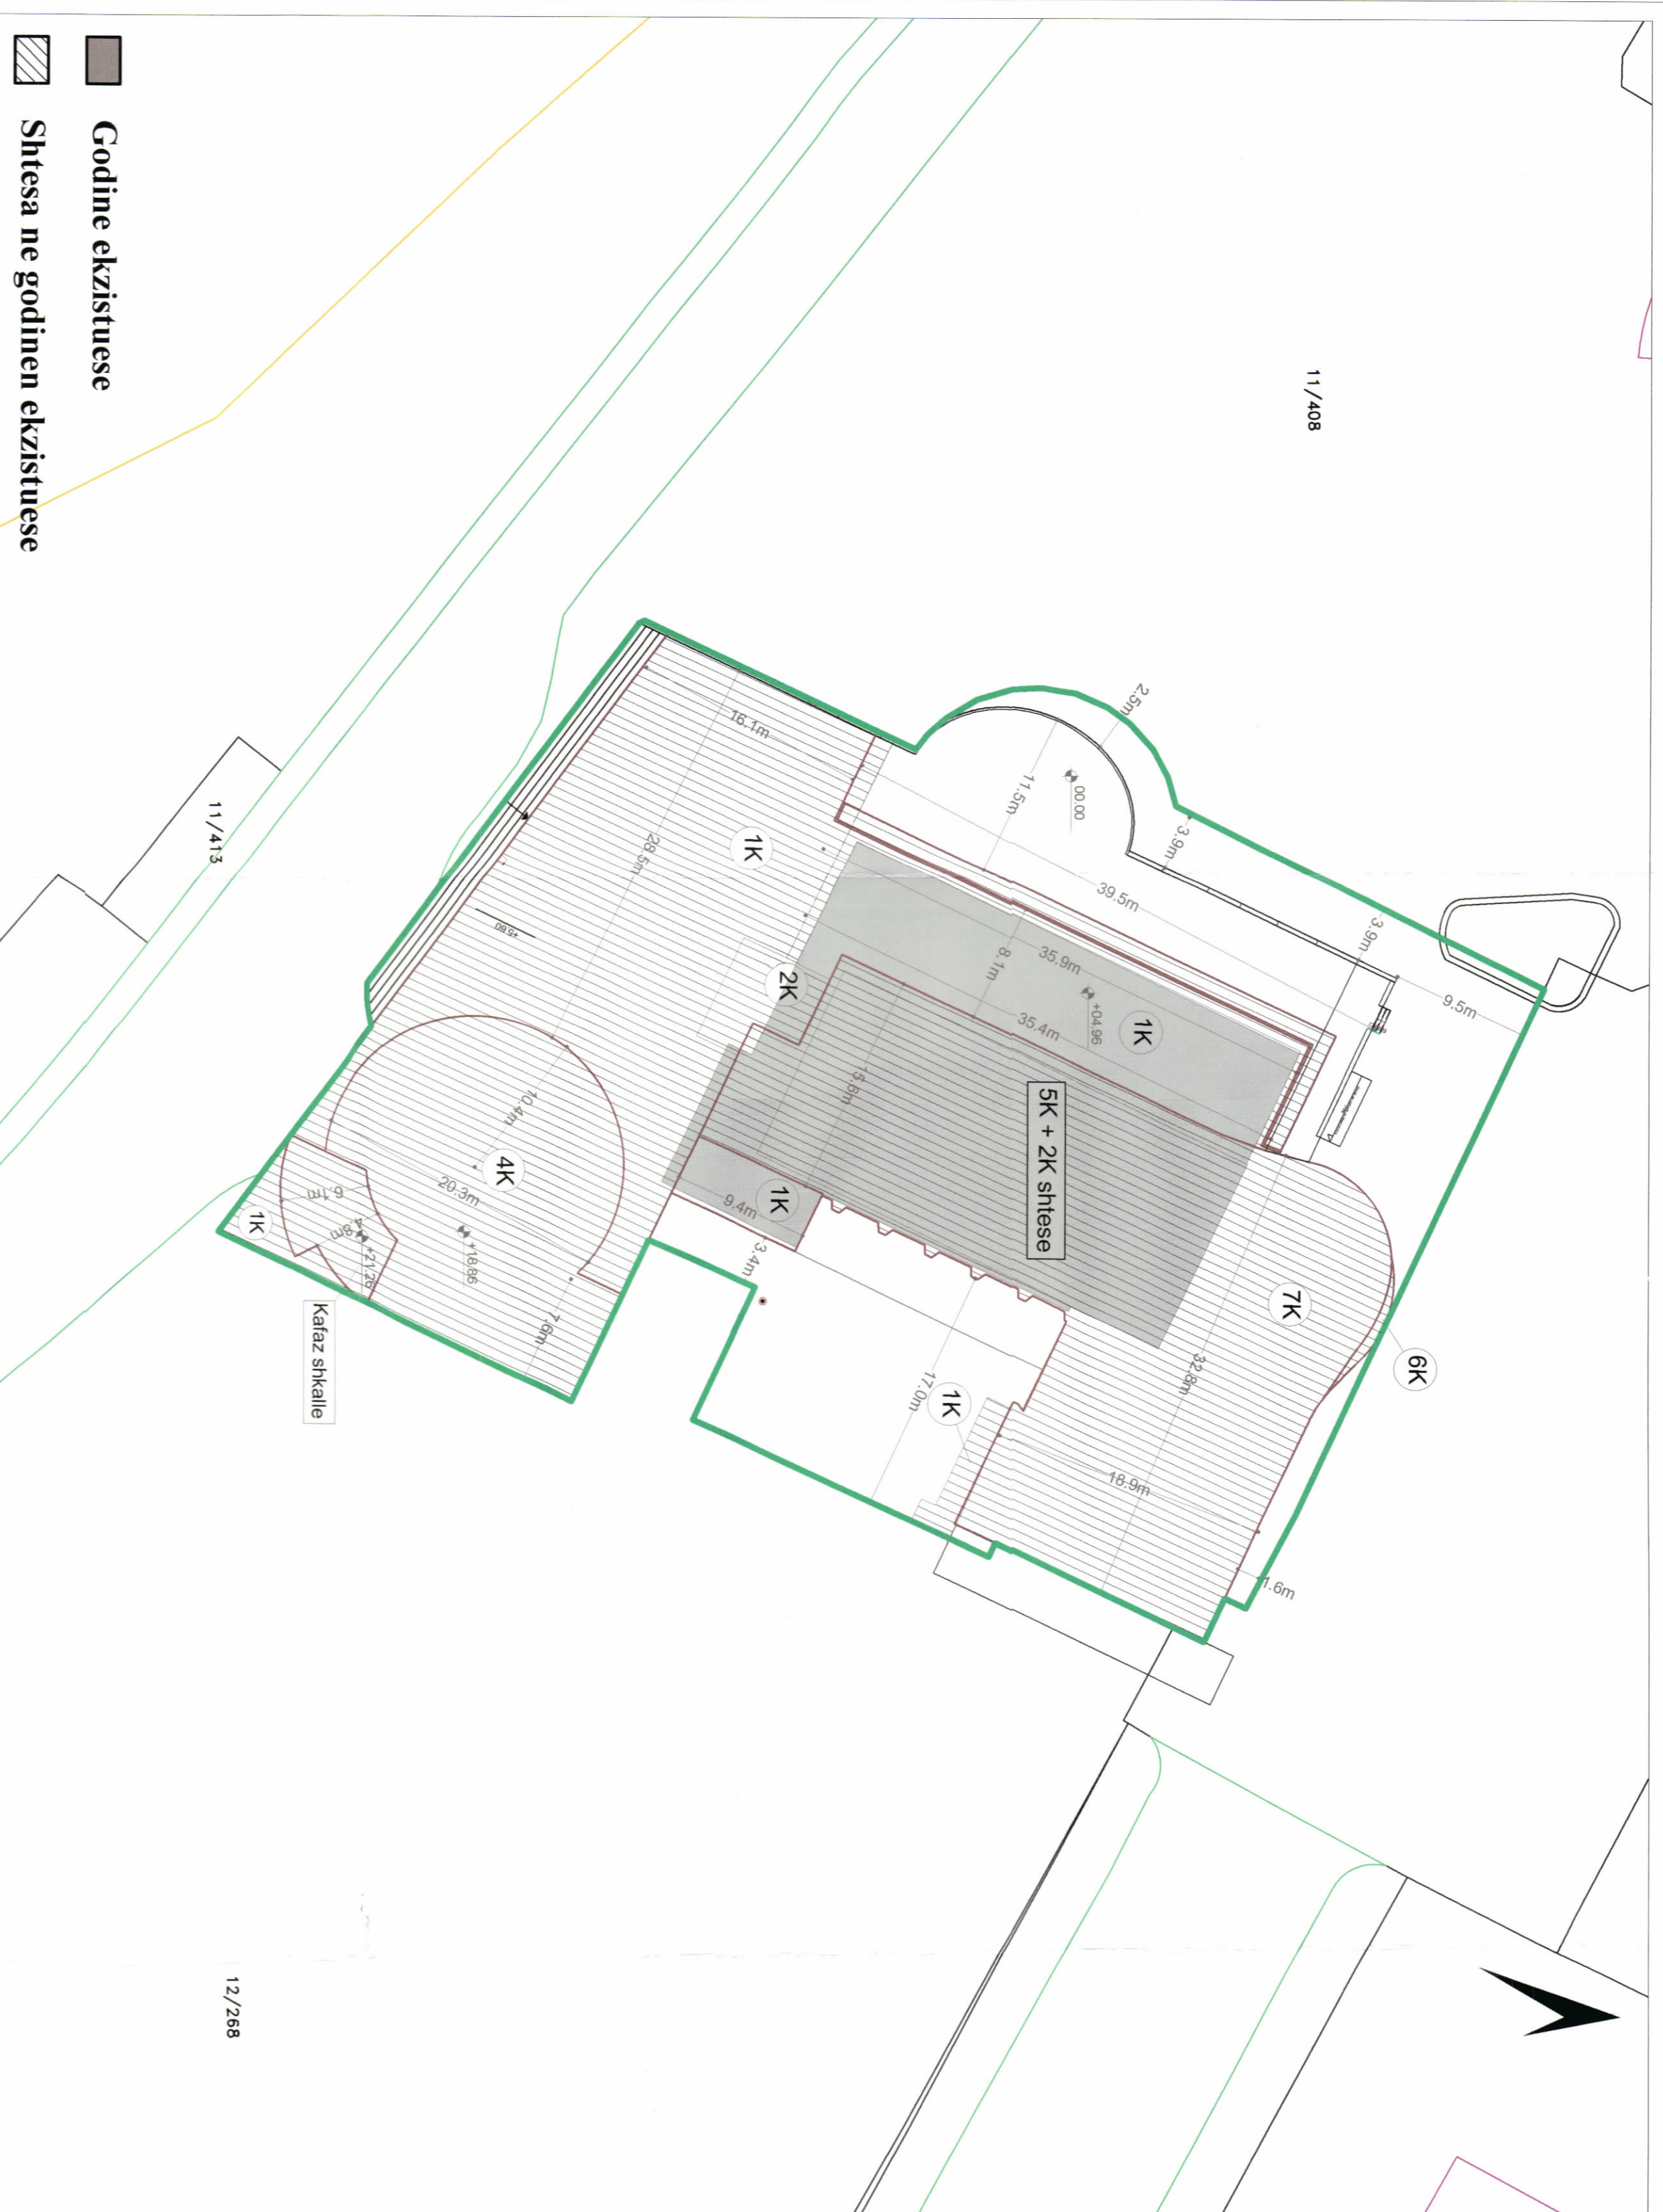 11/408
2.5m
00.00
3.9m
11.5m
39.5m
3.9m
9.5m
16.1m
1K
28.5m
35.9m
8.1m
+04.96
1K
35.4m
2K
15.6m
5K + 2K shtese
+5.60
7K
6K
10.4m
4K
20.3m
+18.86
9.4m
1K
3.4m
32.8m
17.0m
1K
18.9m
1.6m
6.1m
4.8m
+21.26
1K
7.6m
Kafaz shkalle
11/413
12/268
Godine ekzistuese
Shtesa ne godinen ekzistuese